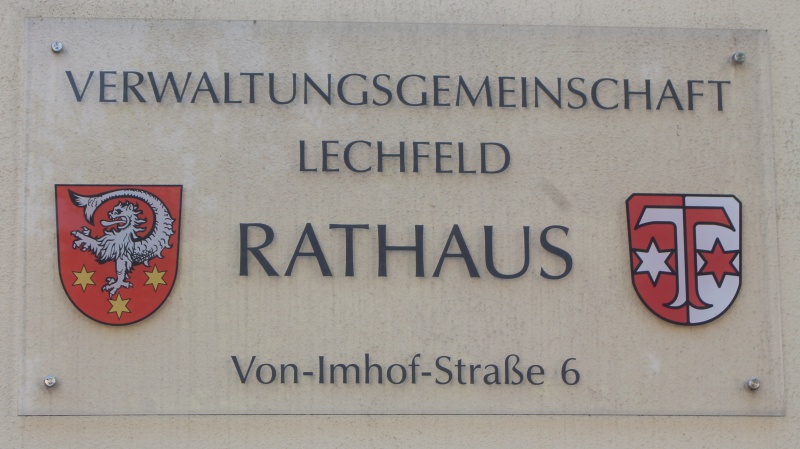 VERWALTUNGSGEMEINSCHAFT
LECHFELD
RATHAUS
Von-Imhof-Straße 6